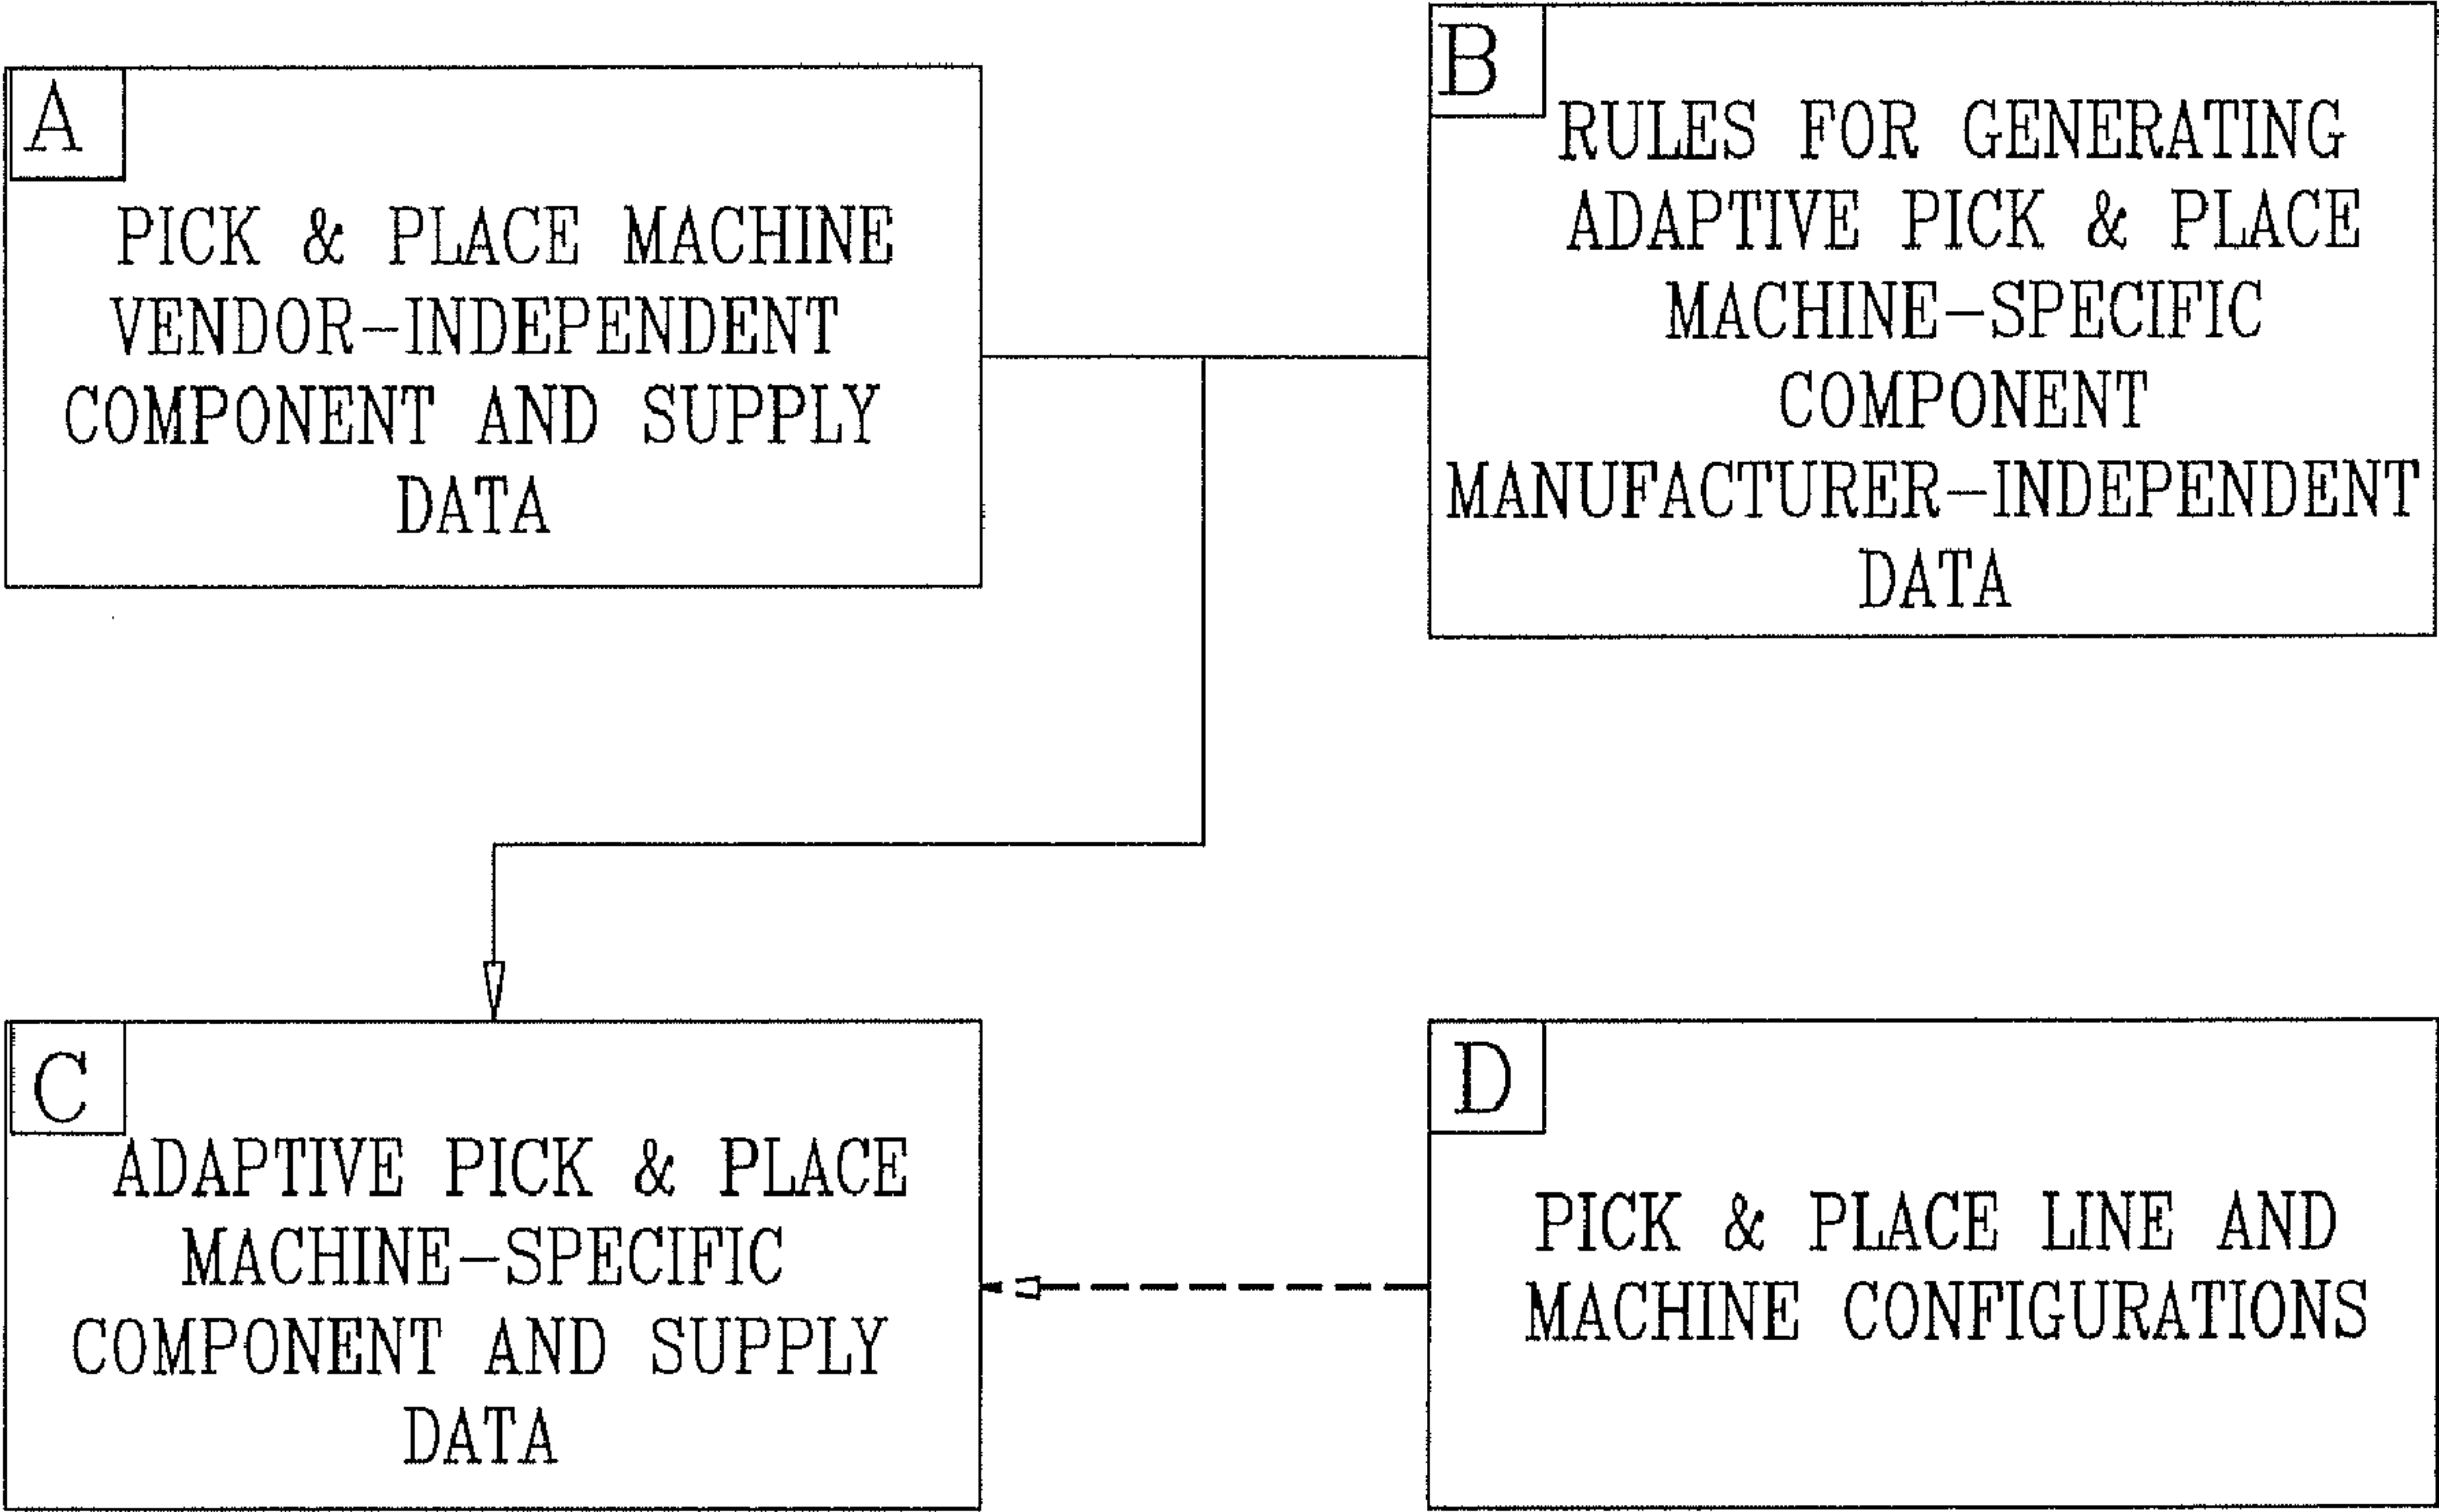 A
PICK & PLACE MACHINE
VENDOR-INDEPENDENT
COMPONENT AND SUPPLY
DATA
B
RULES FOR GENERATING
ADAPTIVE PICK & PLACE
MACHINE-SPECIFIC
COMPONENT
MANUFACTURER-INDEPENDENT
DATA
C
ADAPTIVE PICK & PLACE
MACHINE-SPECIFIC
COMPONENT AND SUPPLY
DATA
D
PICK & PLACE LINE AND
MACHINE CONFIGURATIONS